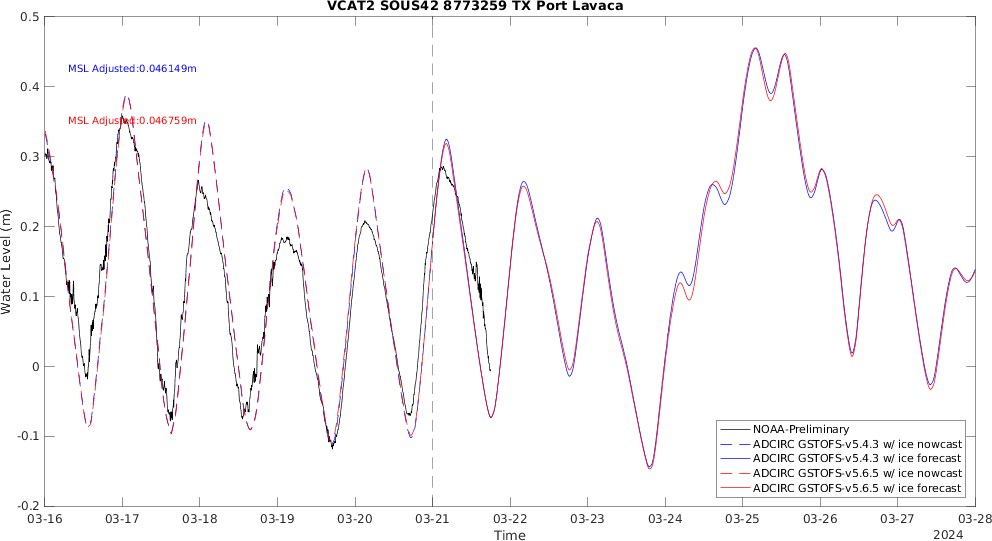 VCAT2 SOUS42 8773259 TX Port Lavaca
0.5
0.4
0.3
0.2
0.1
0
-0.1
-0.2
Water Level (m)
MSL Adjusted:0.046149m
MSL Adjusted:0.046759m
NOAA-Preliminary
ADCIRC GSTOFS-v5.4.3 w/ ice nowcast
ADCIRC GSTOFS-v5.4.3 w/ ice forecast
ADCIRC GSTOFS-v5.6.5 w/ ice nowcast
ADCIRC GSTOFS-v5.6.5 w/ ice forecast
03-16 03-17 03-18 03-19 03-20 03-21 03-22 03-23 03-24 03-25 03-26 03-27 03-28
Time
2024